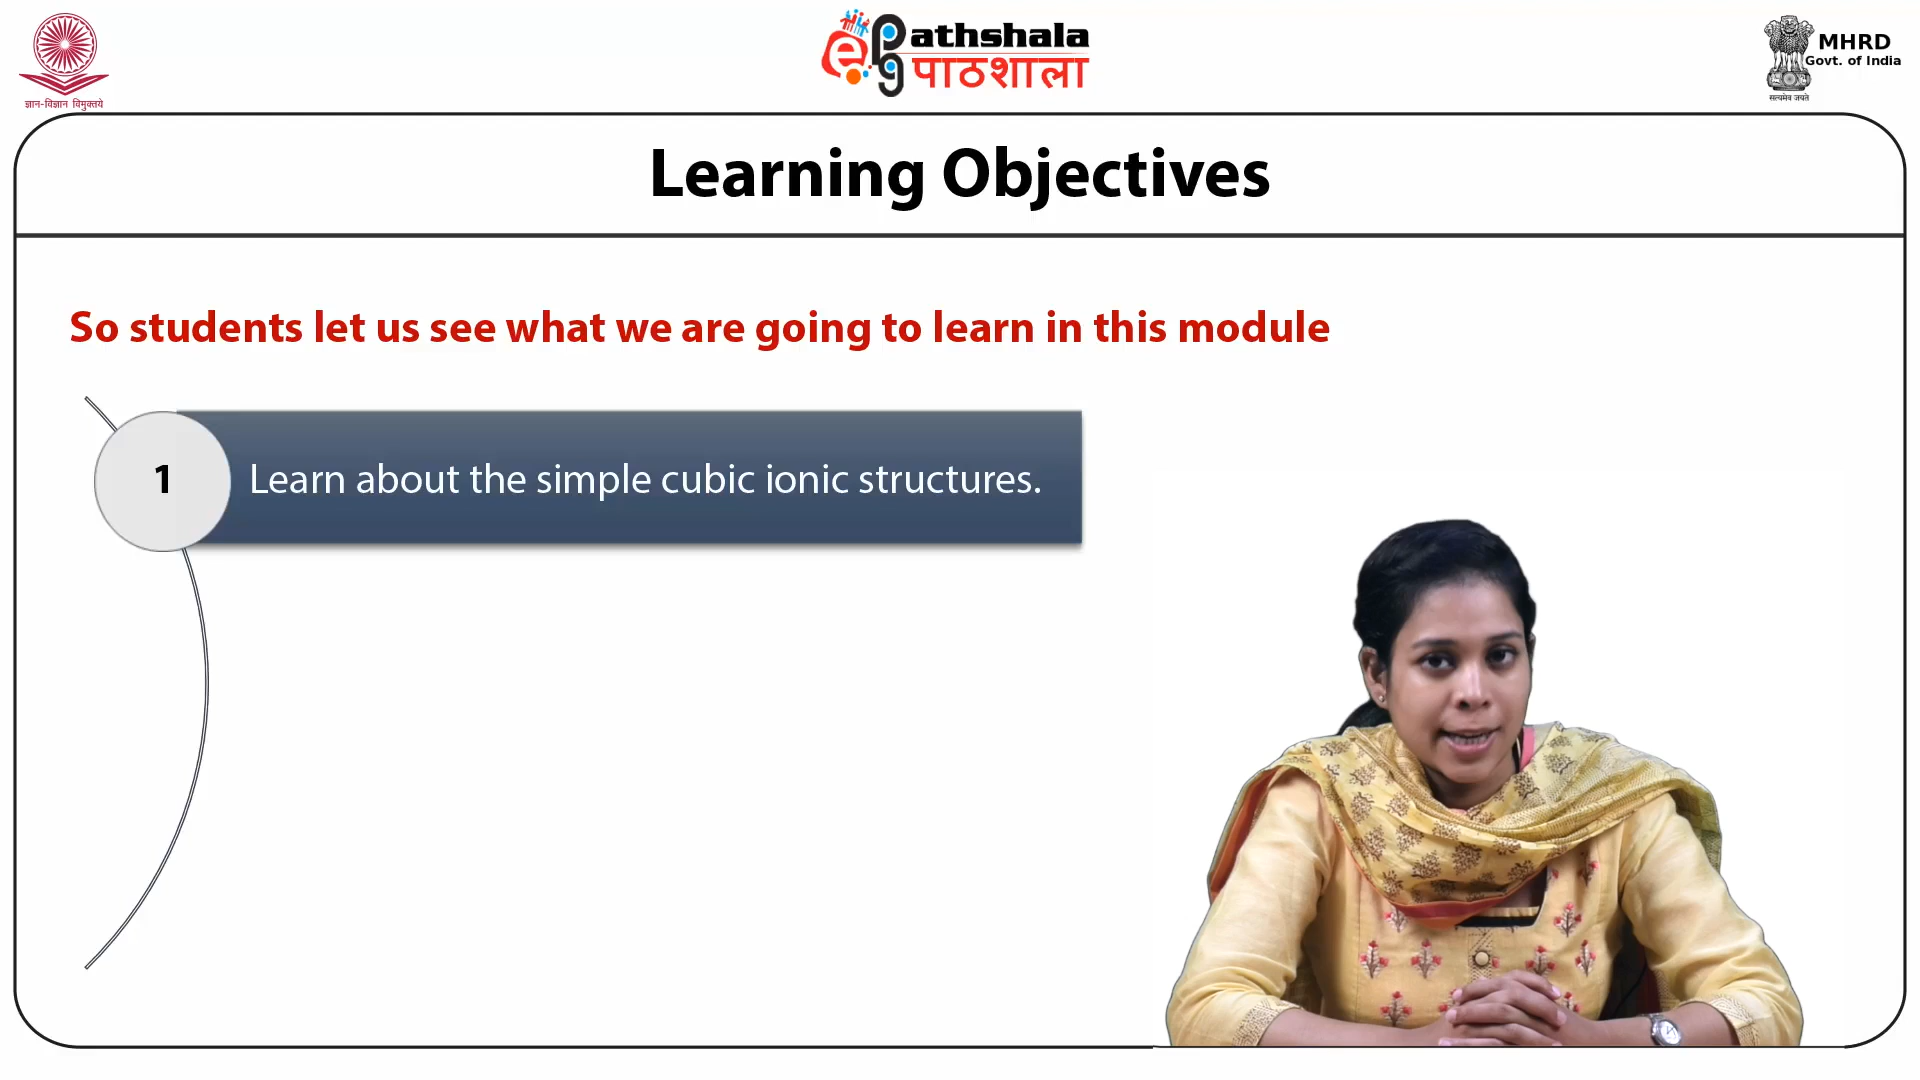 ज्ञान-विज्ञान विमुक्तये
ePathshala
पाठशाला
MHRD
Govt. of India
सत्यमेव जयते
Learning Objectives
So students let us see what we are going to learn in this module
1 Learn about the simple cubic ionic structures.